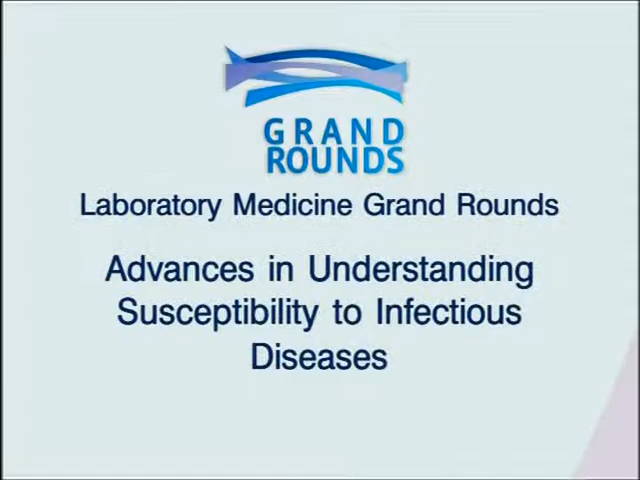 GRAND
ROUNDS
Laboratory Medicine Grand Rounds
Advances in Understanding
Susceptibility to Infectious
Diseases